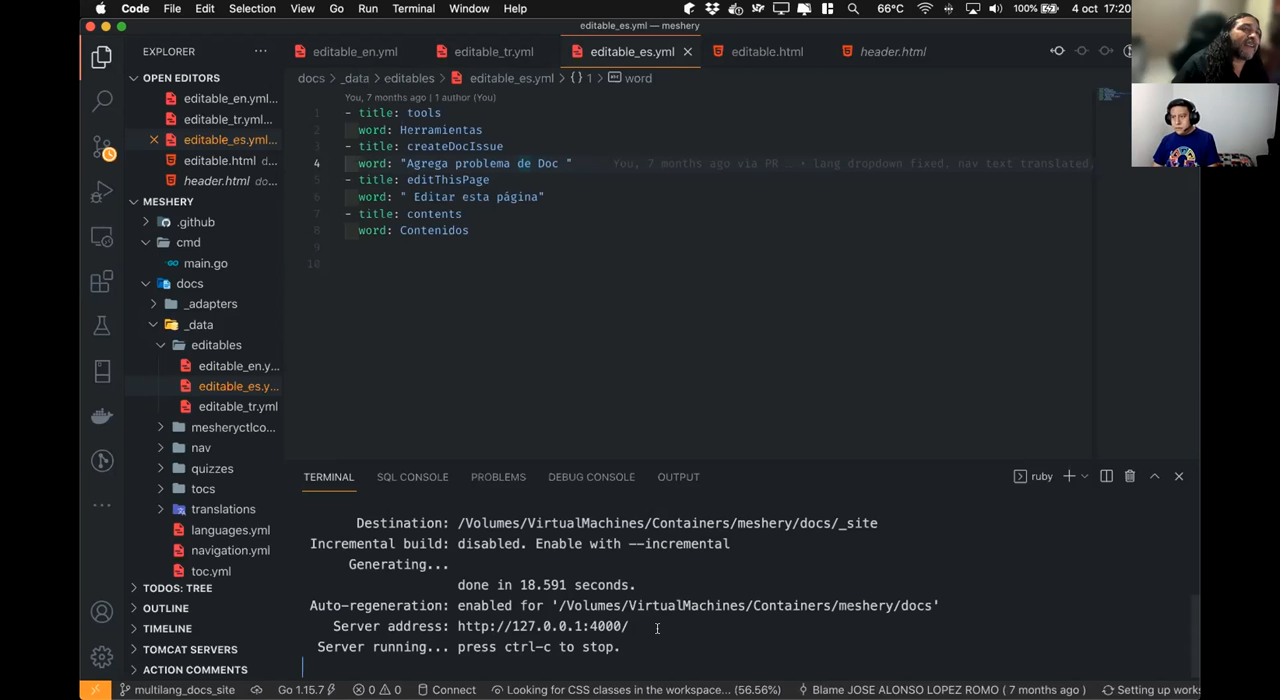 Code File Edit Selection View Go Run Terminal Window Help 66°C 100% 4 oct 17:20
editable_es.yml — meshery
EXPLORER
editable_en.yml editable_tr.yml editable_es.yml editable.html header.html
OPEN EDITORS
docs › _data › editables › editable_es.yml › {} 1 › word
editable_en.yml...
editable_tr.yml...
editable_es.yml...
editable.html d...
header.html do...
You, 7 months ago | 1 author (You)
1 - title: tools
2 word: Herramientas
3 - title: createDocIssue
4 word: "Agrega problema de Doc " You, 7 months ago via PR … • lang dropdown fixed. nav text translated,
5 - title: editThisPage
6 word: " Editar esta página"
7 - title: contents
8 word: Contenidos
9
10
MESHERY
.github
cmd
main.go
docs
_adapters
_data
editables
editable_en.y...
editable_es.y...
editable_tr.yml
mesheryctlco...
nav
quizzes
tocs
translations
languages.yml
navigation.yml
toc.yml
TODOS: TREE
OUTLINE
TIMELINE
TOMCAT SERVERS
ACTION COMMENTS
TERMINAL SQL CONSOLE PROBLEMS DEBUG CONSOLE OUTPUT ruby
Destination: /Volumes/VirtualMachines/Containers/meshery/docs/_site
Incremental build: disabled. Enable with --incremental
Generating...
done in 18.591 seconds.
Auto-regeneration: enabled for '/Volumes/VirtualMachines/Containers/meshery/docs'
Server address: http://127.0.0.1:4000/
Server running... press ctrl-c to stop.
multilang_docs_site Go 1.15.7 0 0 Connect Looking for CSS classes in the workspace... (56.56%) Blame JOSE ALONSO LOPEZ ROMO ( 7 months ago ) Setting up work